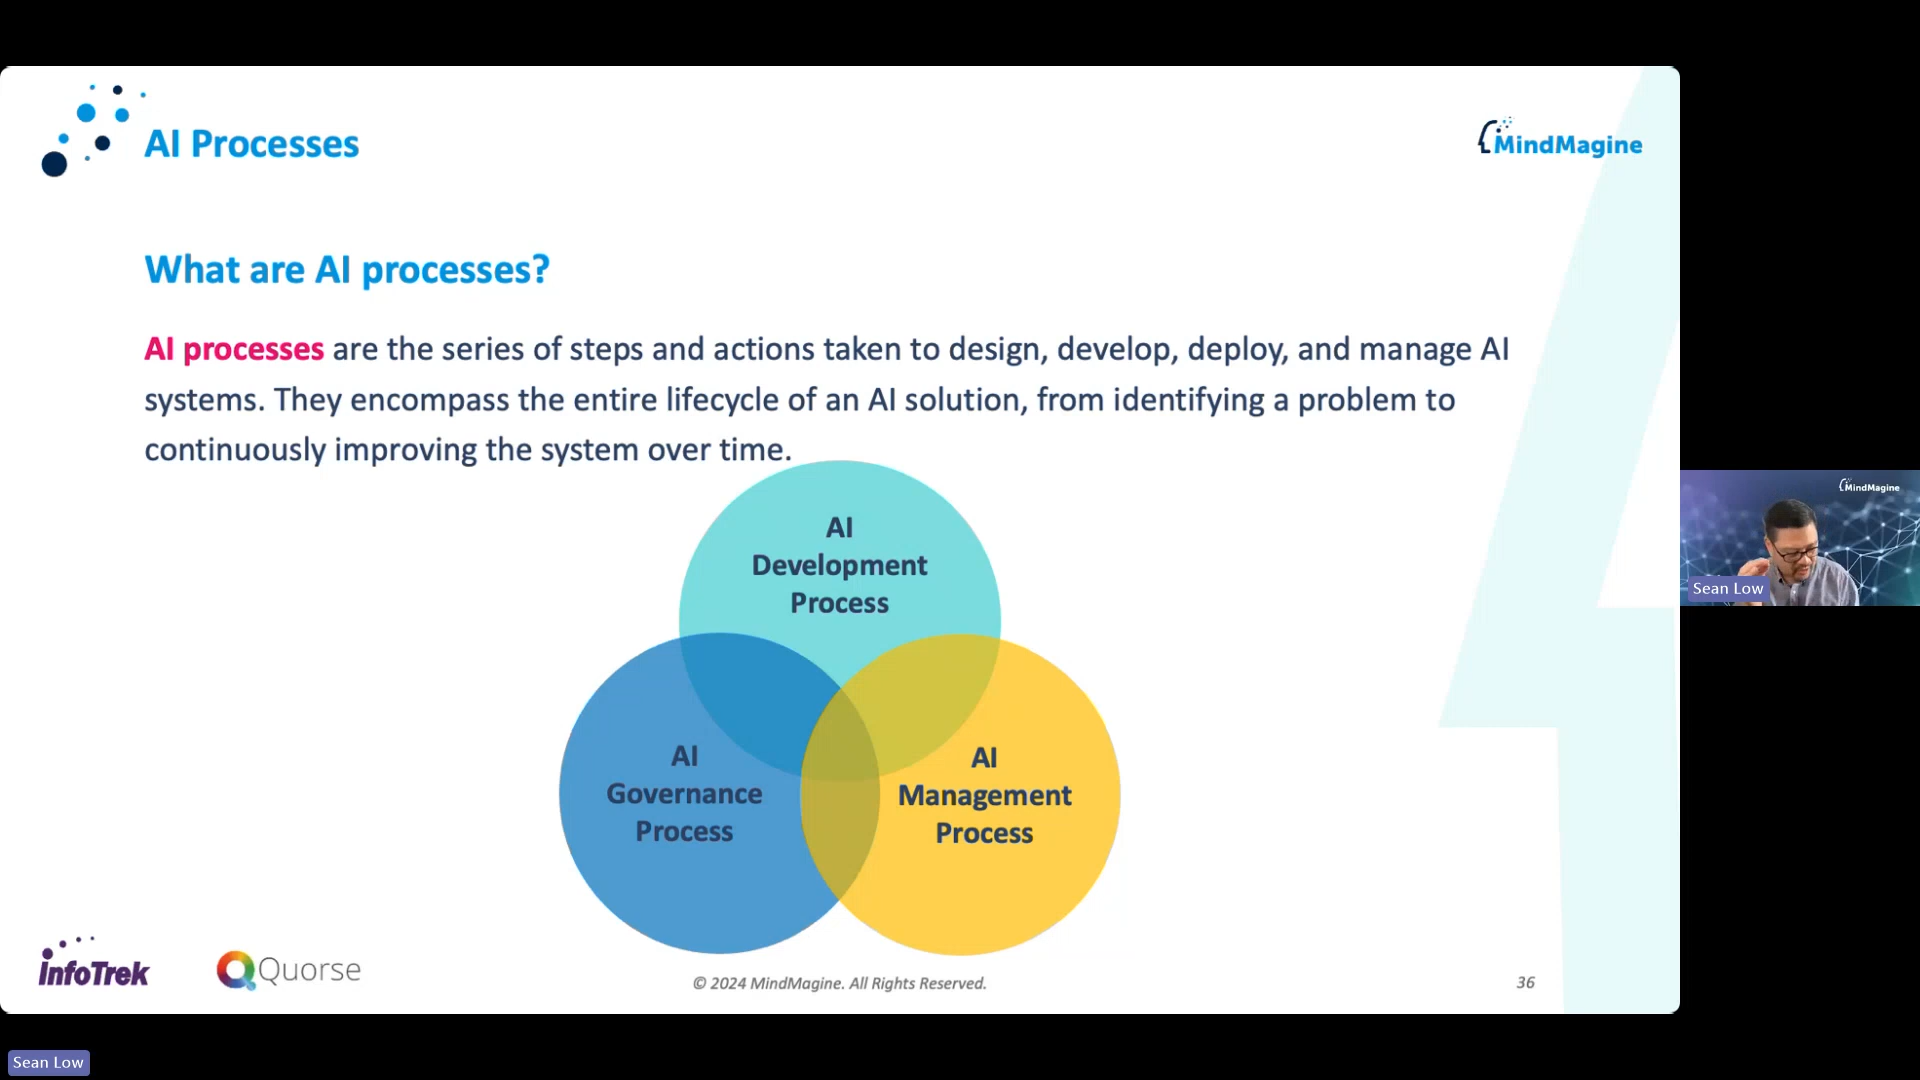 AI Processes
MindMagine
What are AI processes?
AI processes are the series of steps and actions taken to design, develop, deploy, and manage AI
systems. They encompass the entire lifecycle of an AI solution, from identifying a problem to
continuously improving the system over time.
AI
Development
Process
AI
Governance
Process
AI
Management
Process
MindMagine
Sean Low
InfoTrek
Quorse
© 2024 MindMagine. All Rights Reserved.
36
Sean Low